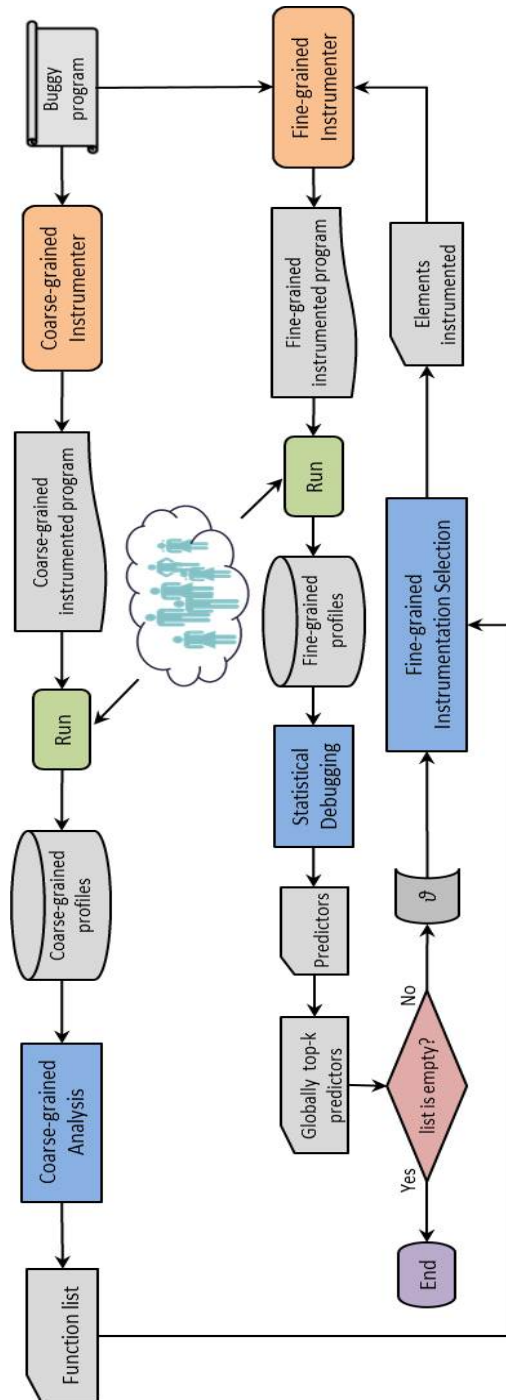 Buggy
program
Coarse-grained
Instrumenter
Coarse-grained
instrumented program
Run
Coarse-grained
profiles
Coarse-grained
Analysis
Function list
Fine-grained
Instrumenter
Fine-grained
instrumented program
Run
Fine-grained
profiles
Statistical
Debugging
Predictors
Globally top-k
predictors
list is empty?
Yes
No
End
ϑ
Fine-grained
Instrumentation Selection
Elements
instrumented